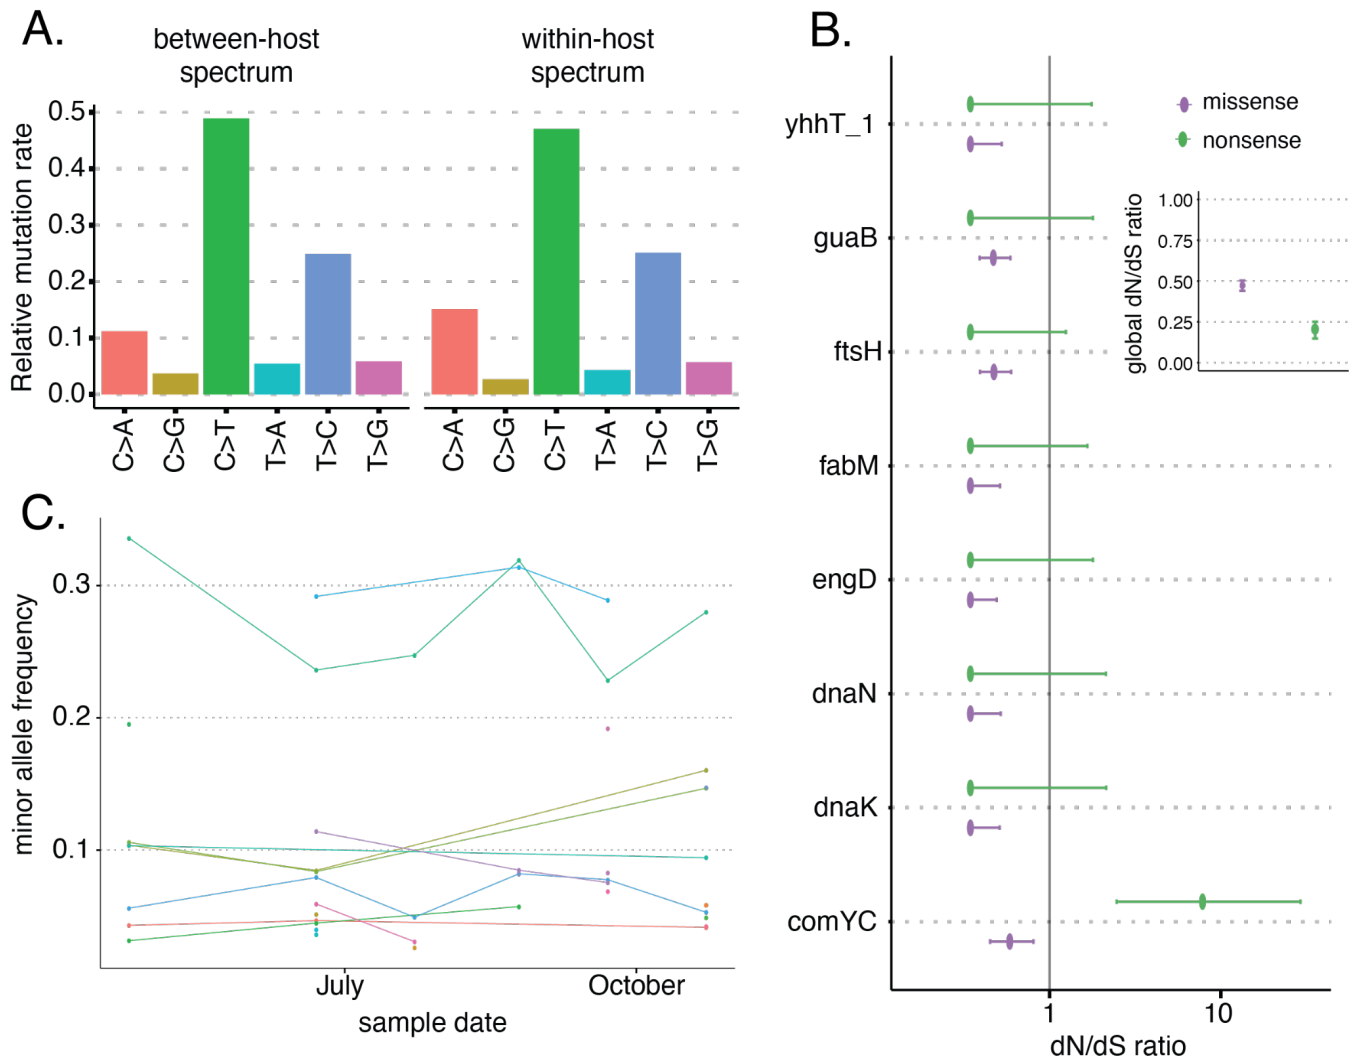 A.
between-host
spectrum
within-host
spectrum
Relative mutation rate
0.5
0.4
0.3
0.2
0.1
0.0
C>A
C>G
C>T
T>A
T>C
T>G
C>A
C>G
C>T
T>A
T>C
T>G
B.
missense
nonsense
yhhT_1
guaB
ftsH
fabM
engD
dnaN
dnaK
comYC
1
10
dN/dS ratio
global dN/dS ratio
1.00
0.75
0.50
0.25
0.00
C.
minor allele frequency
0.3
0.2
0.1
July
October
sample date